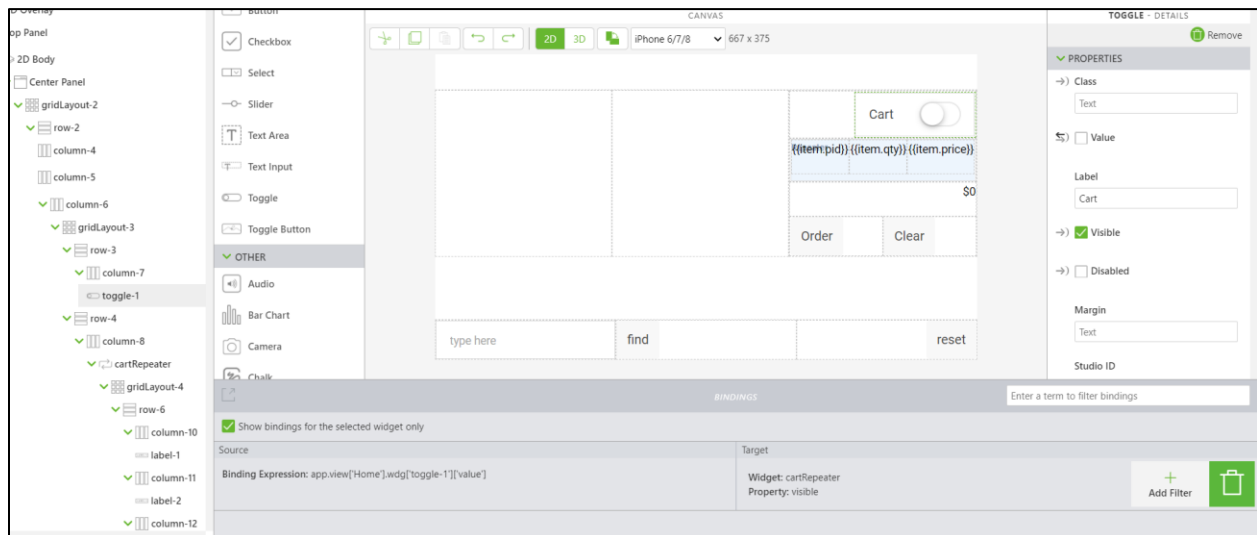 2D Overlay
op Panel
2D Body
Center Panel
gridLayout-2
row-2
column-4
column-5
column-6
gridLayout-3
row-3
column-7
toggle-1
row-4
column-8
cartRepeater
gridLayout-4
row-6
column-10
label-1
column-11
label-2
column-12
Button
Checkbox
Select
Slider
Text Area
Text Input
Toggle
Toggle Button
OTHER
Audio
Bar Chart
Camera
Chalk
CANVAS
2D 3D iPhone 6/7/8 667 x 375
Cart
{{item.pid}} {{item.qty}} {{item.price}}
$0
Order Clear
type here find reset
TOGGLE - DETAILS
Remove
PROPERTIES
Class
Text
Value
Label
Cart
Visible
Disabled
Margin
Text
Studio ID
BINDINGS
Enter a term to filter bindings
Show bindings for the selected widget only
Source Target
Binding Expression: app.view['Home'].wdg['toggle-1']['value']
Widget: cartRepeater
Property: visible
Add Filter